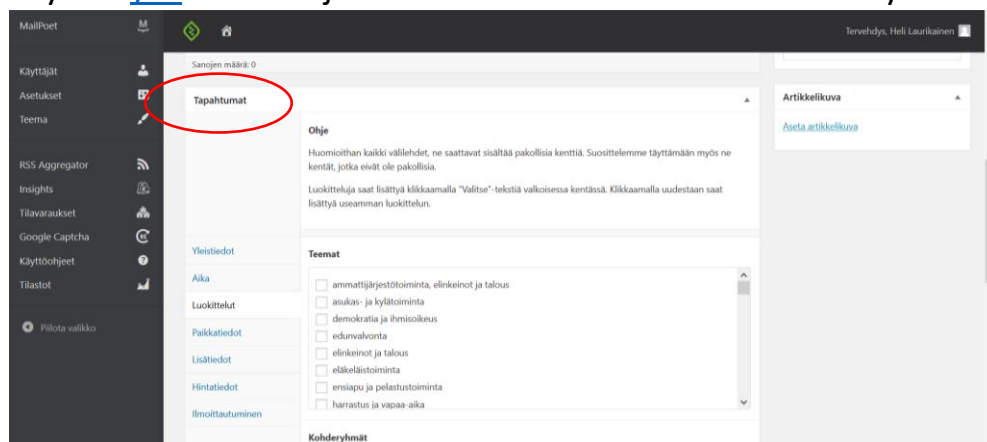 MailPoet
Tervehdys, Heli Laurikainen
Käyttäjät
Asetukset
Teema
RSS Aggregator
Insights
Tilavaraukset
Google Captcha
Käyttöohjeet
Tilastot
Piilota valikko
Sanojen määrä: 0
Tapahtumat
Ohje
Huomioithan kaikki välilehdet, ne saattavat sisältää pakollisia kenttiä. Suosittelemme täyttämään myös ne
kentät, jotka eivät ole pakollisia.
Luokitteluja saat lisättyä klikkaamalla "Valitse"-tekstiä valkoisessa kentässä. Klikkaamalla uudestaan saat
lisättyä useamman luokittelun.
Yleistiedot
Aika
Luokittelut
Paikkatiedot
Lisätiedot
Hintatiedot
Ilmoittautuminen
Teemat
ammattijärjestötoiminta, elinkeinot ja talous
asukas- ja kylätoiminta
demokratia ja ihmisoikeus
edunvalvonta
elinkeinot ja talous
eläkeläistoiminta
ensiapu ja pelastustoiminta
harrastus ja vapaa-aika
Kohderyhmät
Artikkelikuva
Aseta artikkelikuva